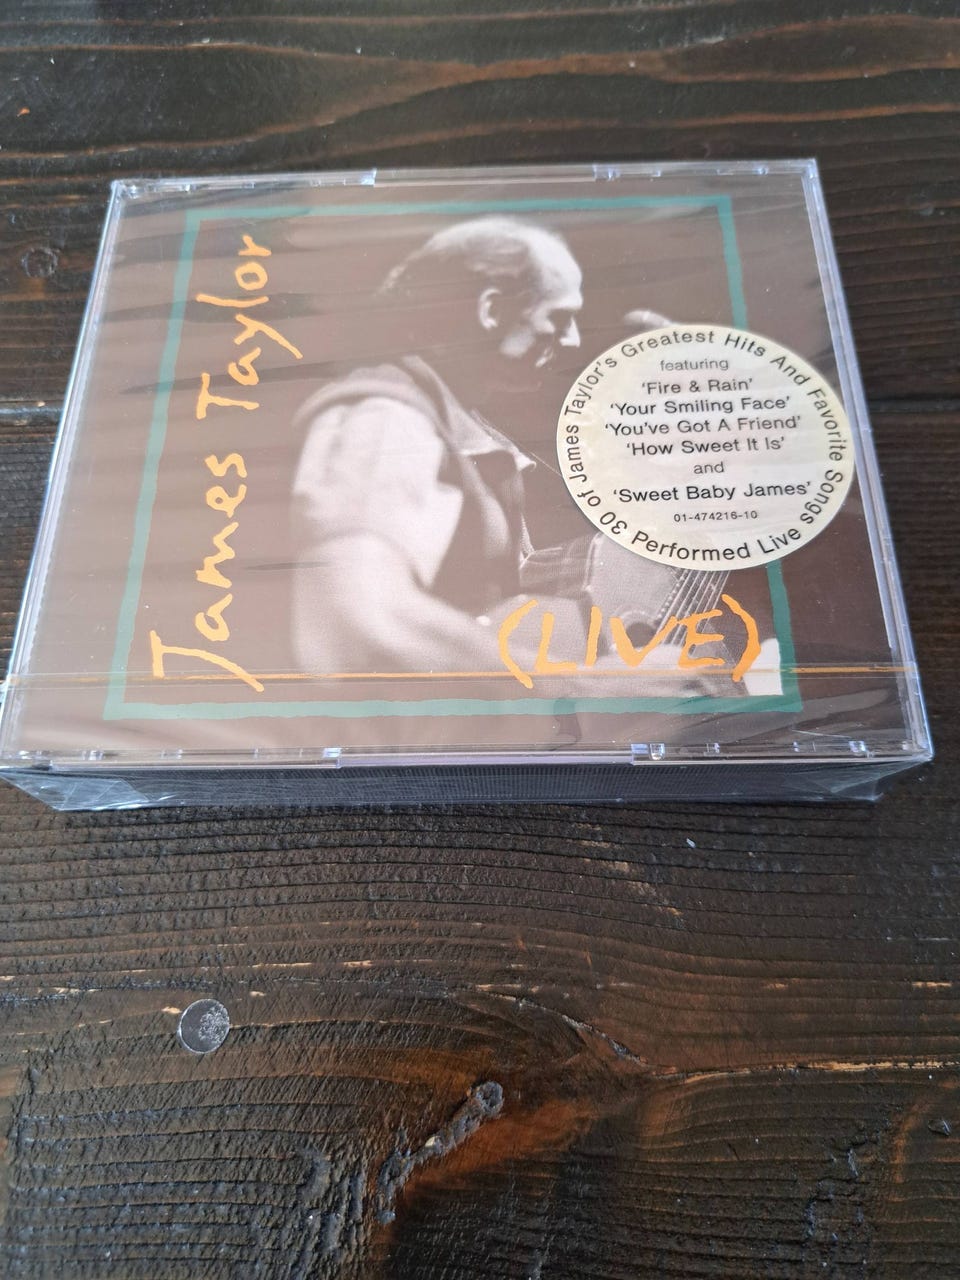 James Taylor
(LIVE)
30 of James Taylor's Greatest Hits And Favorite Songs Performed Live
featuring
'Fire & Rain'
'Your Smiling Face'
'You've Got A Friend'
'How Sweet It Is'
and
'Sweet Baby James'
01-474216-10